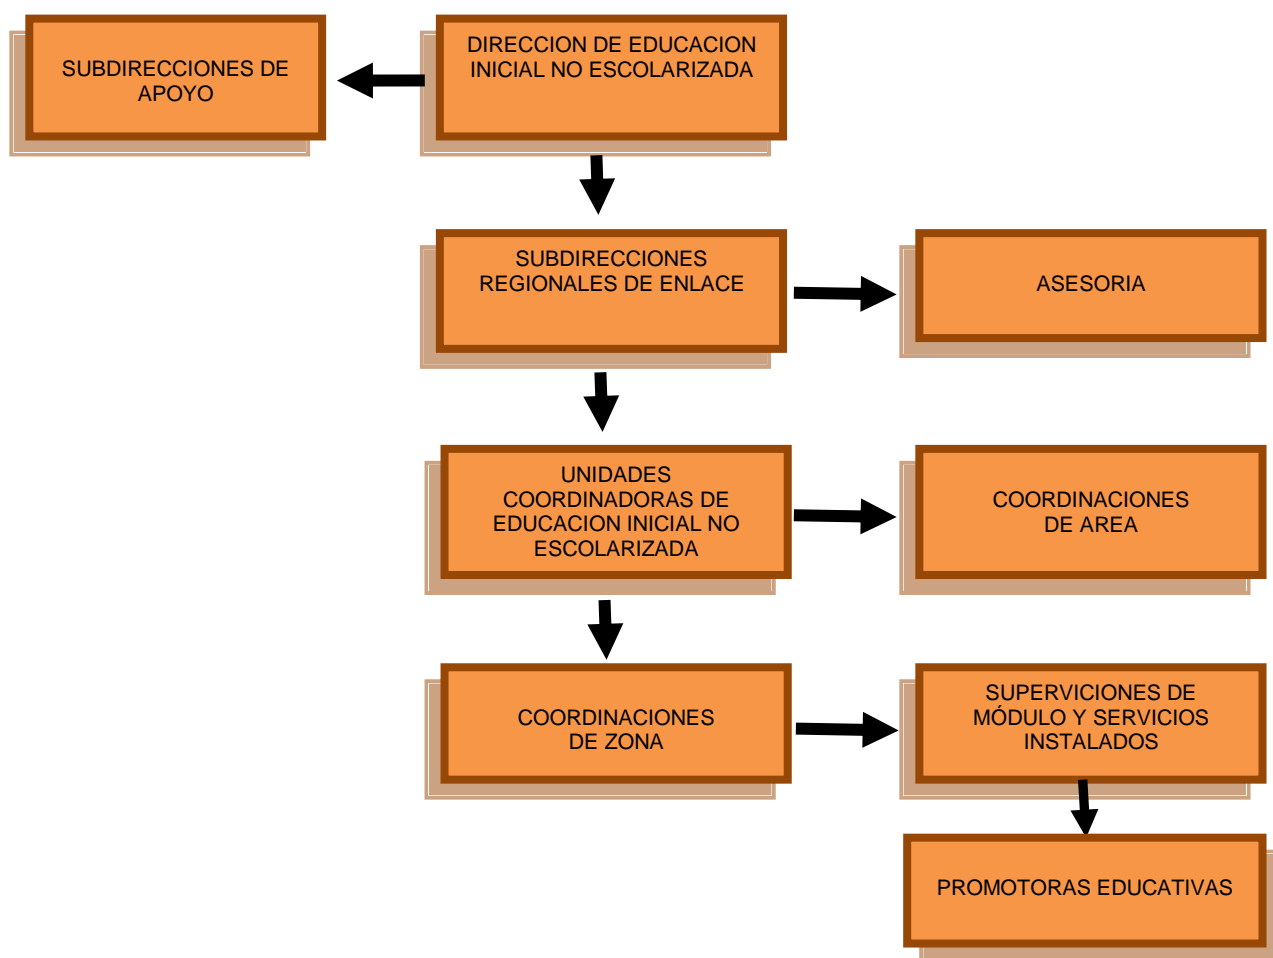 SUBDIRECCIONES DE
APOYO
DIRECCION DE EDUCACION
INICIAL NO ESCOLARIZADA
SUBDIRECCIONES
REGIONALES DE ENLACE
ASESORIA
UNIDADES
COORDINADORAS DE
EDUCACION INICIAL NO
ESCOLARIZADA
COORDINACIONES
DE AREA
COORDINACIONES
DE ZONA
SUPERVICIONES DE
MÓDULO Y SERVICIOS
INSTALADOS
PROMOTORAS EDUCATIVAS